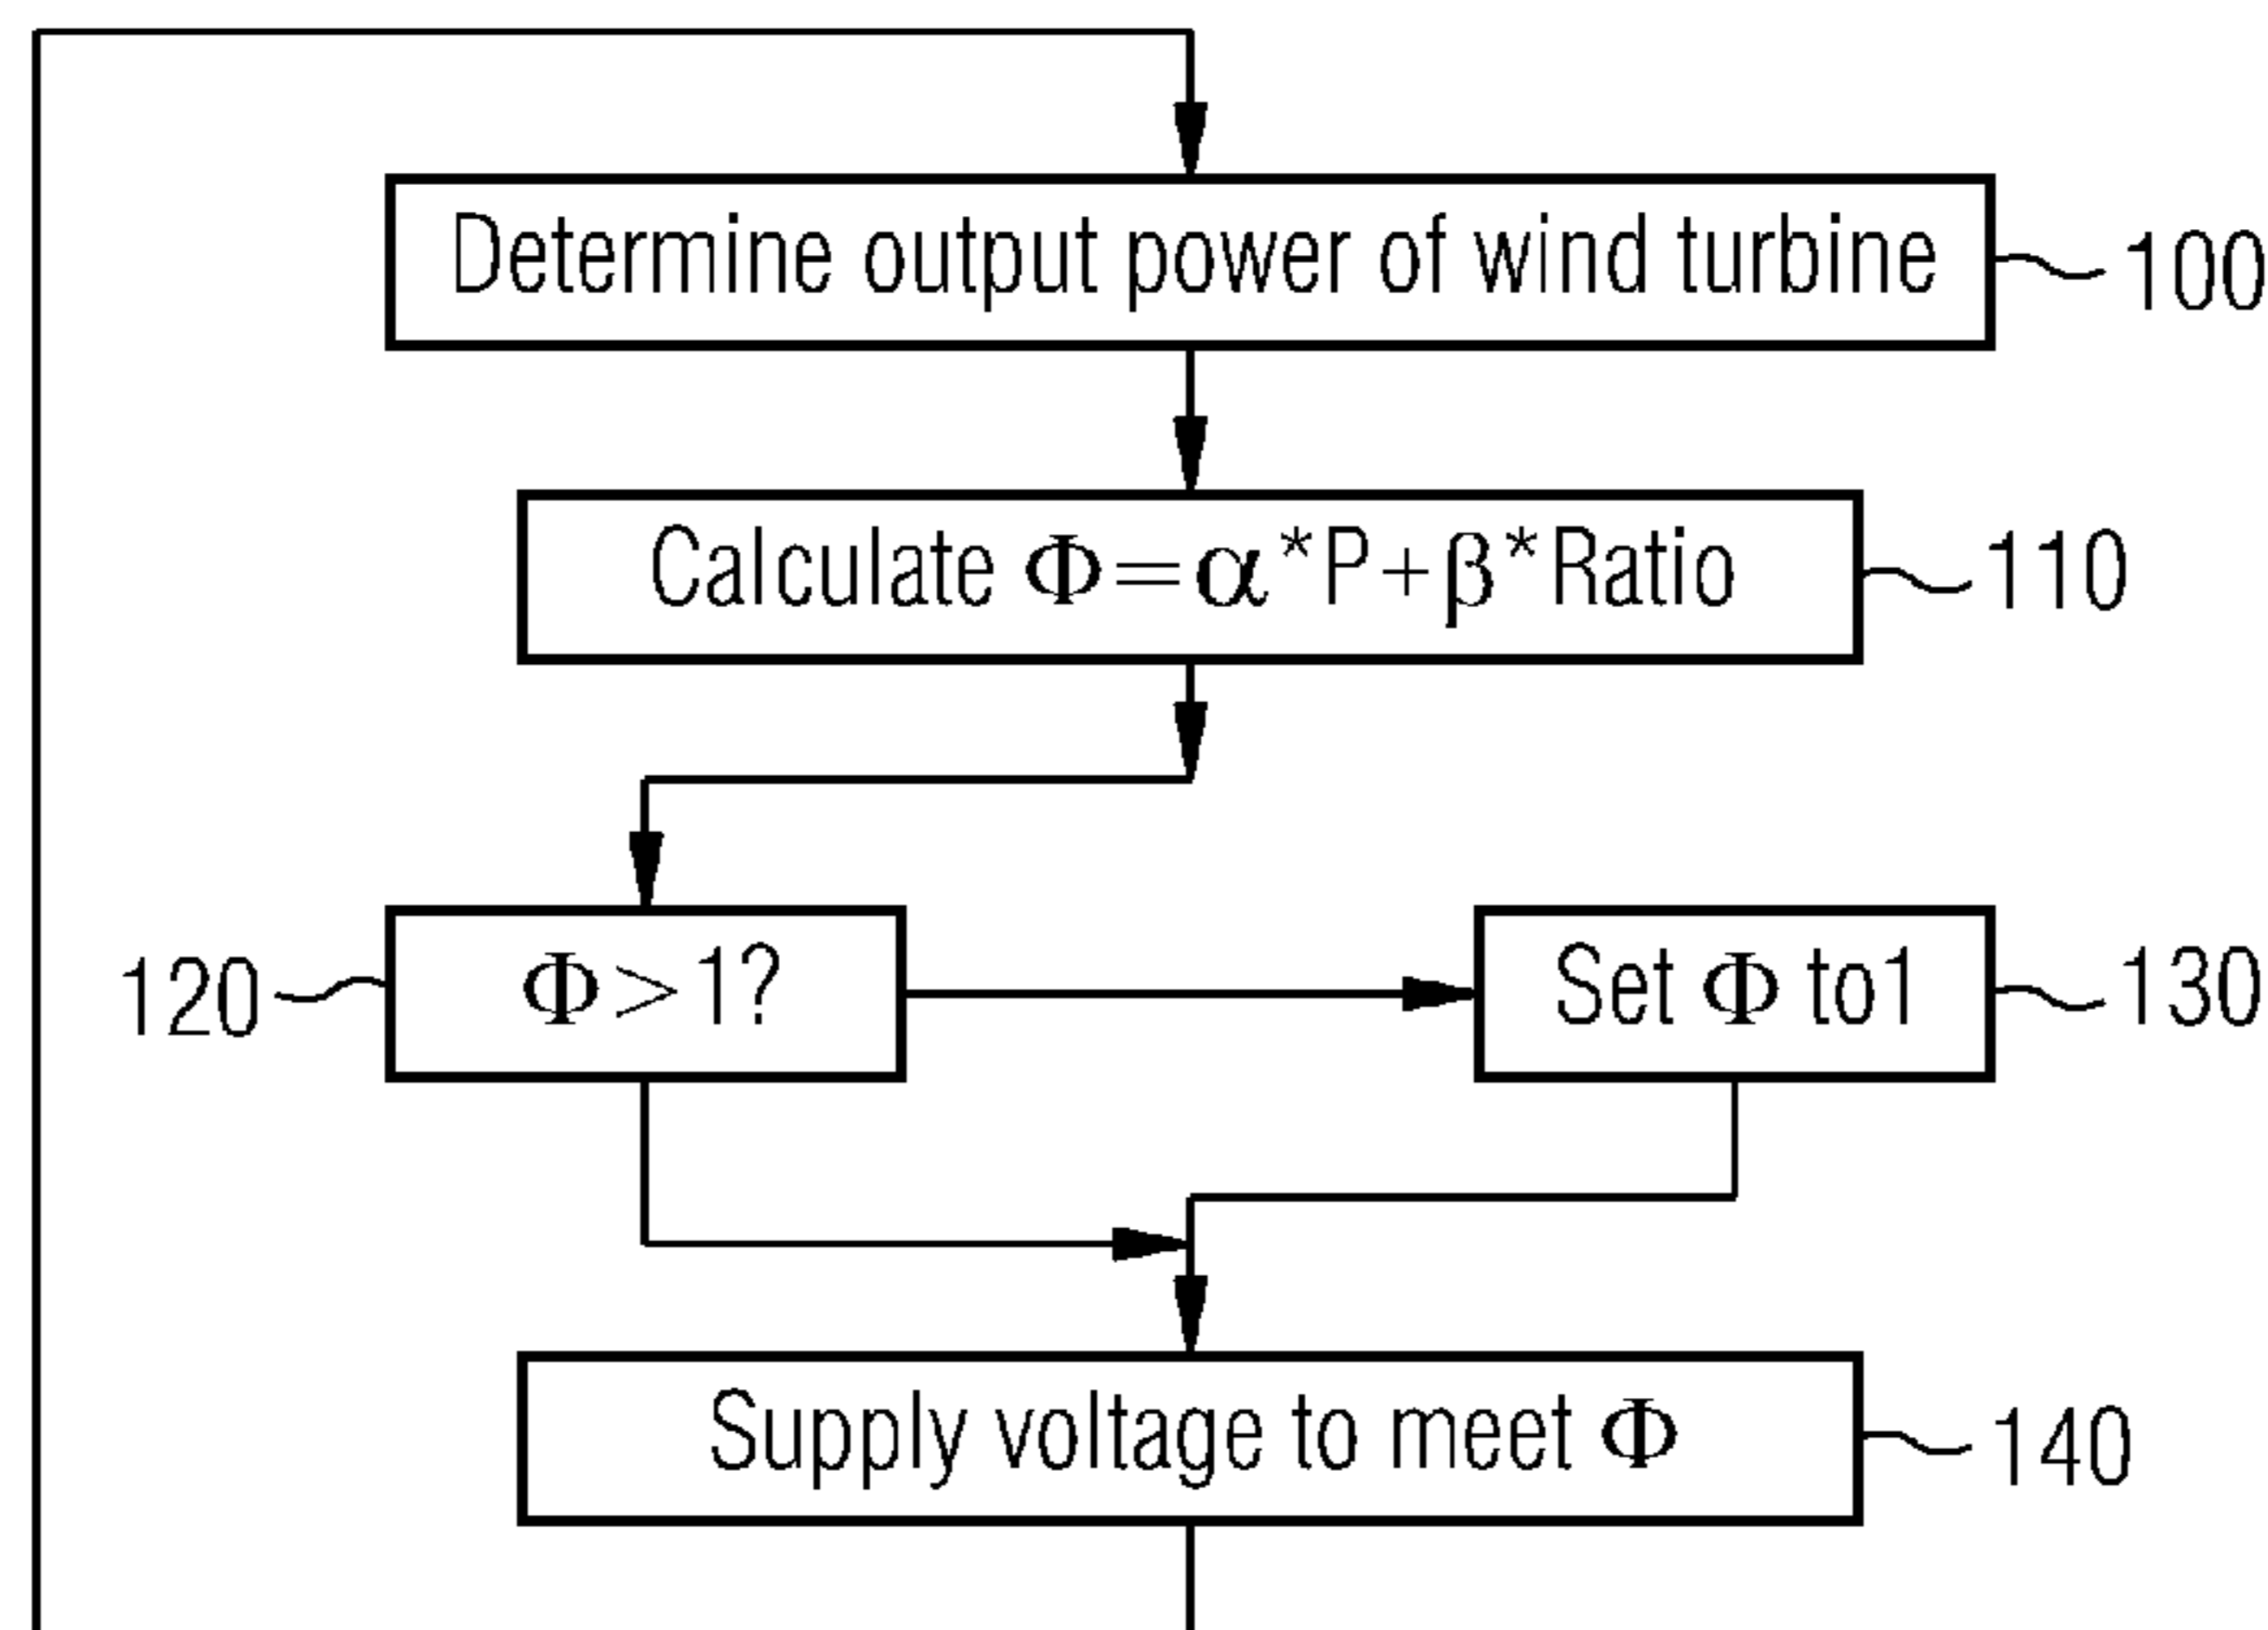 Determine output power of wind turbine
100
Calculate Φ=α*P+β*Ratio
110
120
Φ>1?
Set Φ to1
130
Supply voltage to meet Φ
140